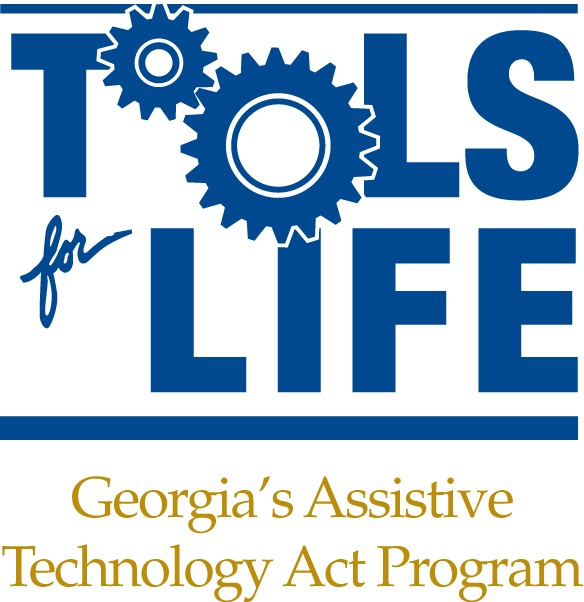 TOOLS
for LIFE
Georgia's Assistive
Technology Act Program